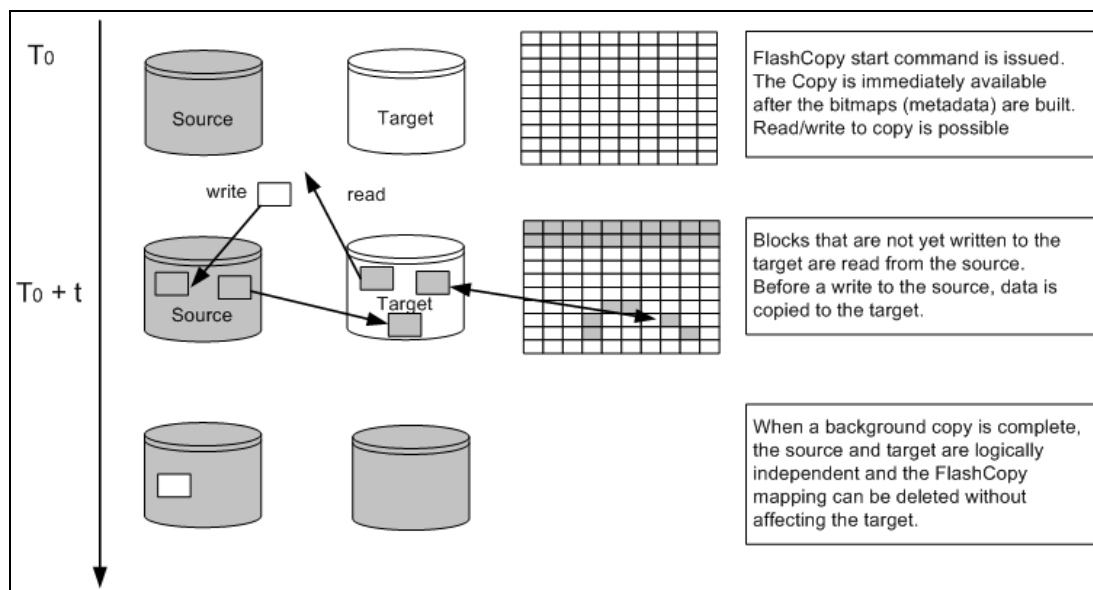 T0
Source
Target
FlashCopy start command is issued.
The Copy is immediately available
after the bitmaps (metadata) are built.
Read/write to copy is possible
write
read
T0 + t
Source
Target
Blocks that are not yet written to the
target are read from the source.
Before a write to the source, data is
copied to the target.
When a background copy is complete,
the source and target are logically
independent and the FlashCopy
mapping can be deleted without
affecting the target.